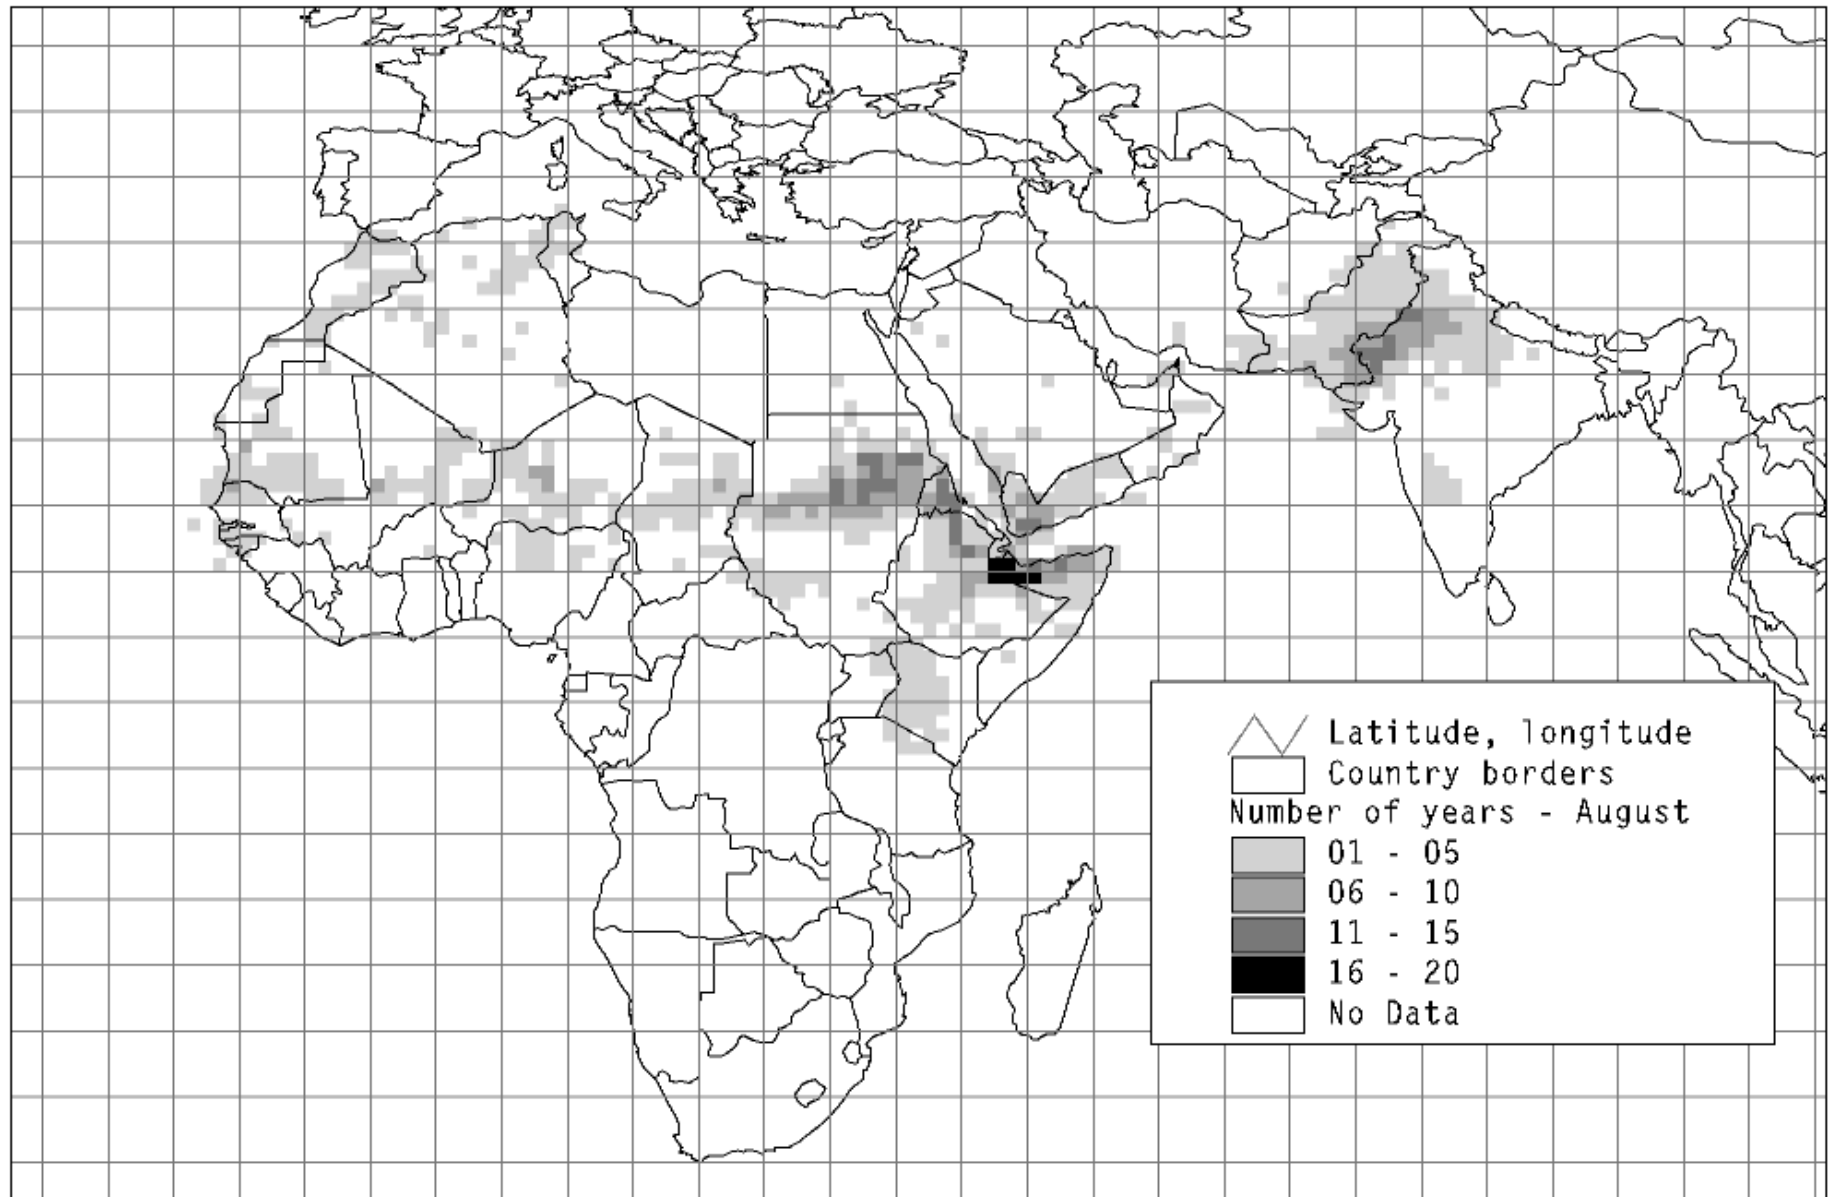 Latitude, longitude
Country borders
Number of years - August
01 - 05
06 - 10
11 - 15
16 - 20
No Data